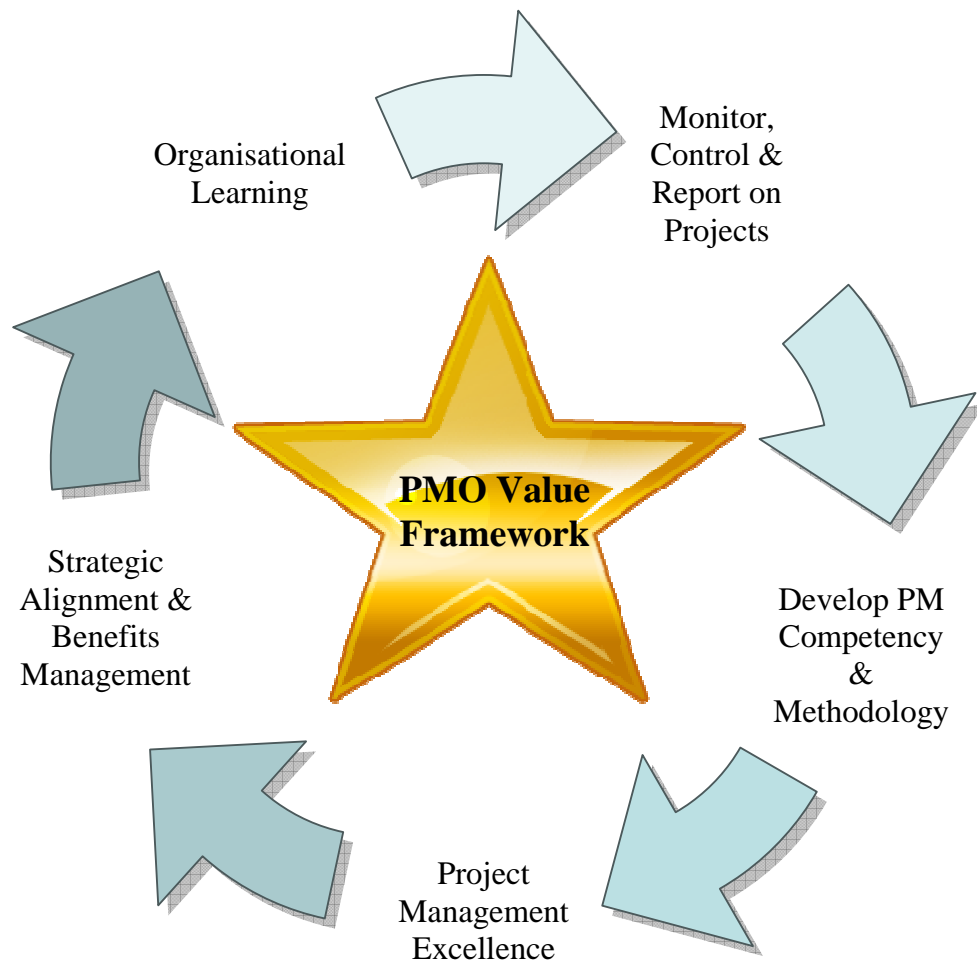 Organisational
Learning
Monitor,
Control &
Report on
Projects
PMO Value
Framework
Strategic
Alignment &
Benefits
Management
Develop PM
Competency
&
Methodology
Project
Management
Excellence